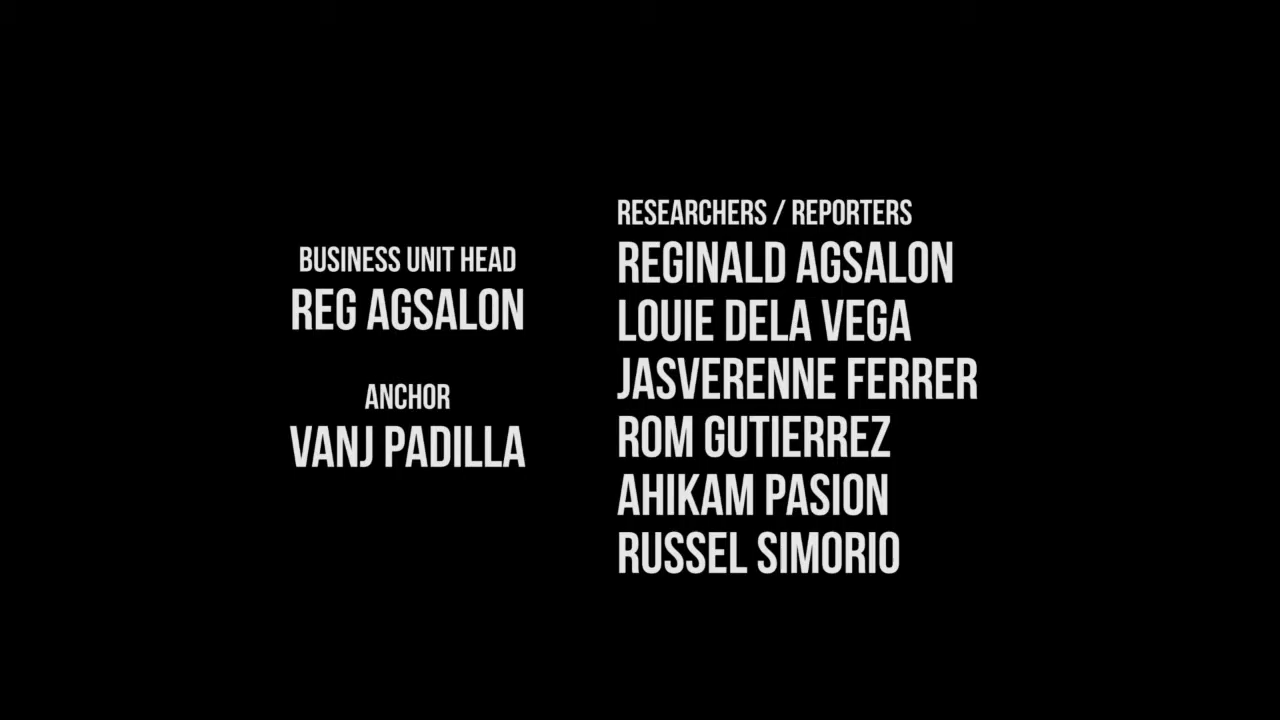 BUSINESS UNIT HEAD
REG AGSALON
ANCHOR
VANJ PADILLA
RESEARCHERS / REPORTERS
REGINALD AGSALON
LOUIE DELA VEGA
JASVERENNE FERRER
ROM GUTIERREZ
AHIKAM PASION
RUSSEL SIMORIO